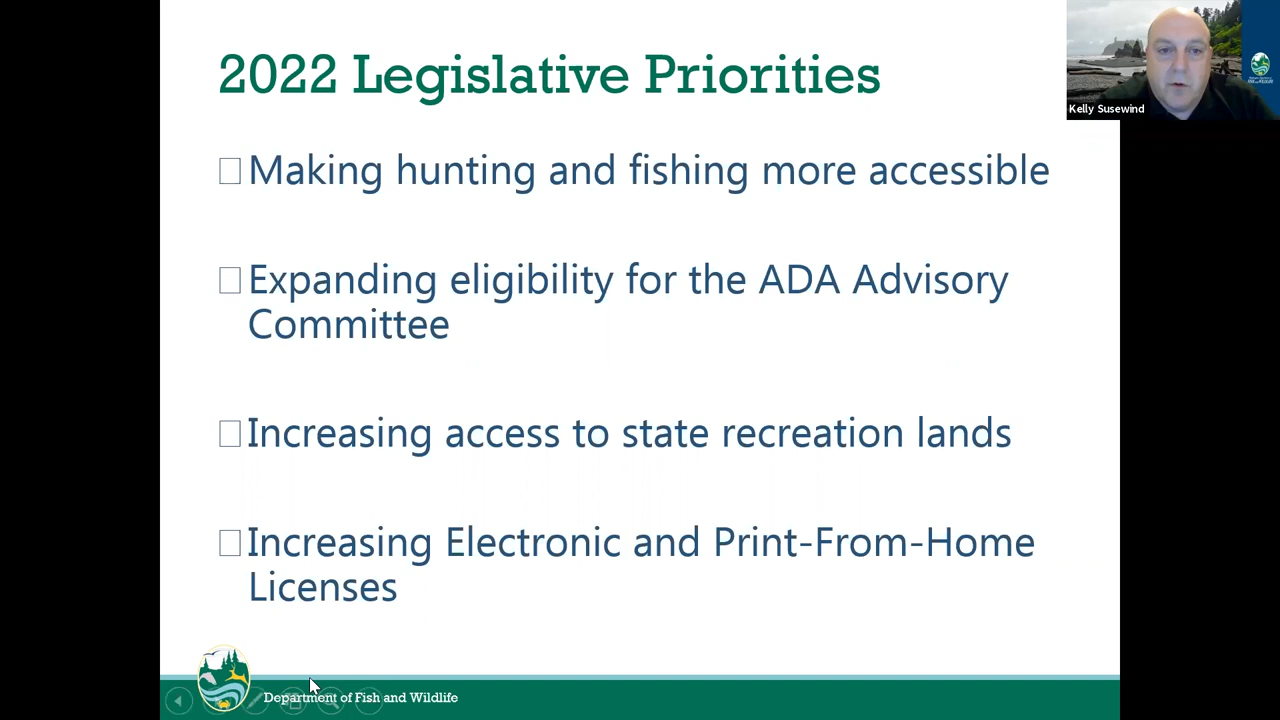 2022 Legislative Priorities
Kelly Susewind
Making hunting and fishing more accessible
Expanding eligibility for the ADA Advisory
Committee
Increasing access to state recreation lands
Increasing Electronic and Print-From-Home
Licenses
Department of Fish and Wildlife